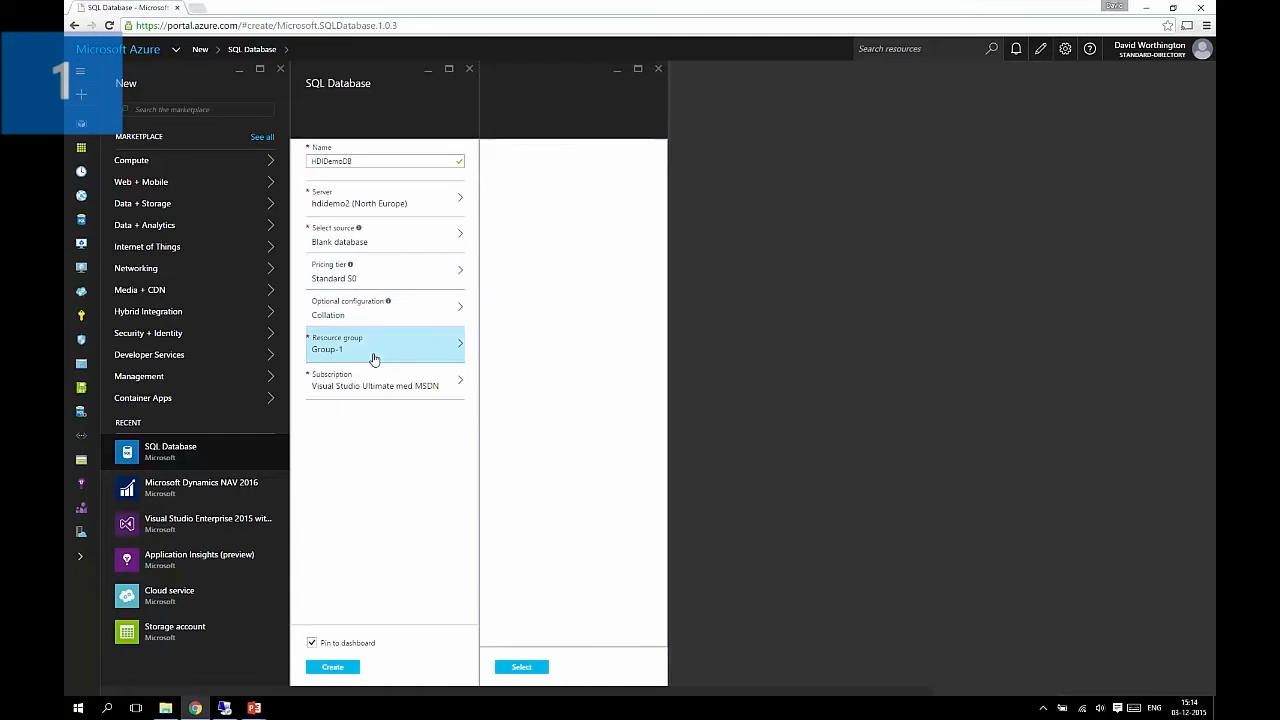 SQL Database - Microsoft
David
https://portal.azure.com/#create/Microsoft.SQLDatabase.1.0.3
1
Microsoft Azure
New
SQL Database
Search resources
David Worthington
STANDARD-DIRECTORY
New
Search the marketplace
MARKETPLACE
See all
Compute
Web + Mobile
Data + Storage
Data + Analytics
Internet of Things
Networking
Media + CDN
Hybrid Integration
Security + Identity
Developer Services
Management
Container Apps
RECENT
SQL Database
Microsoft
Microsoft Dynamics NAV 2016
Microsoft
Visual Studio Enterprise 2015 wit...
Microsoft
Application Insights (preview)
Microsoft
Cloud service
Microsoft
Storage account
Microsoft
SQL Database
* Name
HDIDemoDB
* Server
hdidemo2 (North Europe)
* Select source
Blank database
Pricing tier
Standard S0
Optional configuration
Collation
* Resource group
Group-1
* Subscription
Visual Studio Ultimate med MSDN
Pin to dashboard
Create
Select
ENG
15:14
03-12-2015